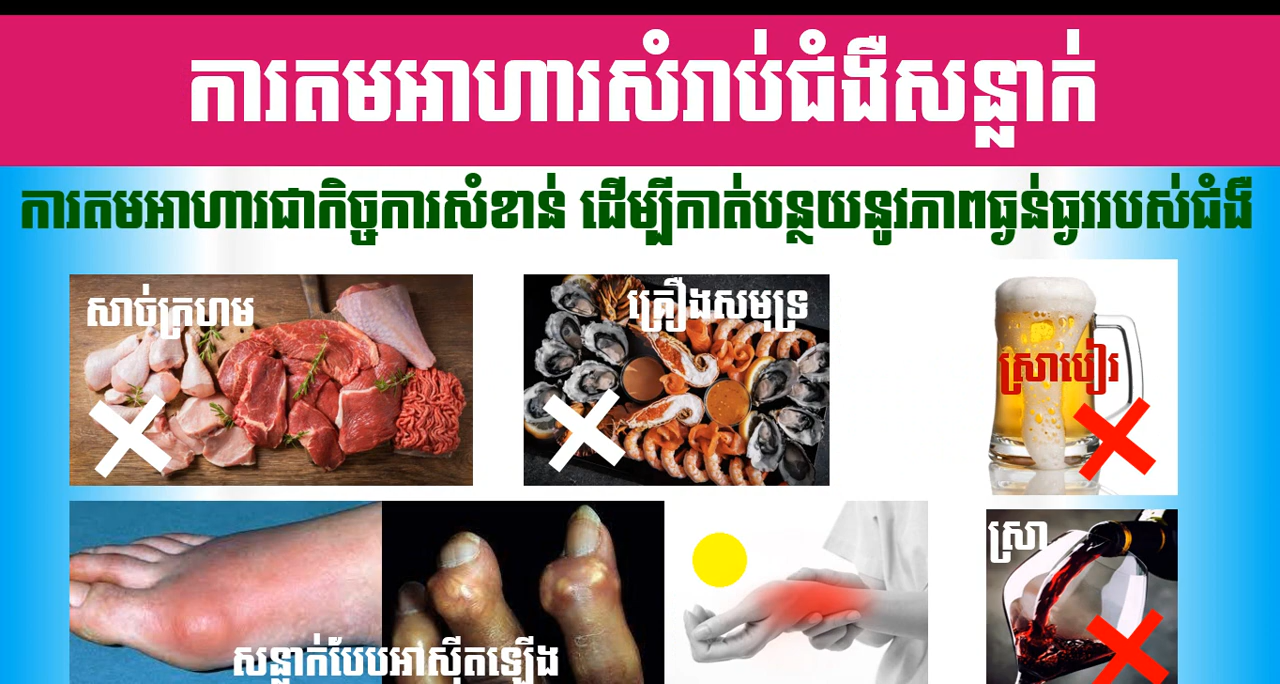 ការតមអាហារសំរាប់ជំងឺសន្លាក់
ការតមអាហារជាកិច្ចការសំខាន់ ដើម្បីកាត់បន្ថយនូវភាពធ្ងន់ធ្ងររបស់ជំងឺ
សាច់ក្រហម
គ្រឿងសមុទ្រ
ស្រាបៀរ
ស្រា
សន្លាក់បែបអាស៊ីតឡើង